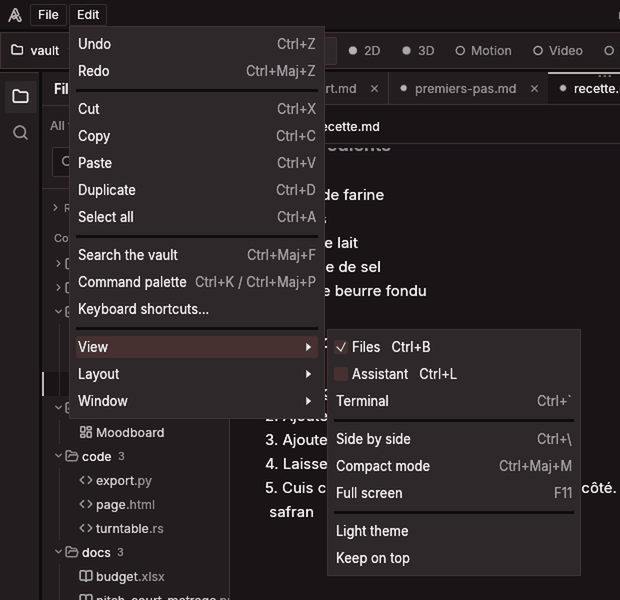 File Edit
vault
2D
3D
Motion
Video
Undo Ctrl+Z
Redo Ctrl+Maj+Z
Cut Ctrl+X
Copy Ctrl+C
Paste Ctrl+V
Duplicate Ctrl+D
Select all Ctrl+A
Search the vault Ctrl+Maj+F
Command palette Ctrl+K / Ctrl+Maj+P
Keyboard shortcuts...
View
Layout
Window
Files Ctrl+B
Assistant Ctrl+L
Terminal Ctrl+`
Side by side Ctrl+\
Compact mode Ctrl+Maj+M
Full screen F11
Light theme
Keep on top
Fil
All
rt.md
premiers-pas.md
recette.
ecette.md
de farine
e lait
e de sel
e beurre fondu
3. Ajoute
4. Laisse
5. Cuis c
côté.
safran
Moodboard
code 3
export.py
page.html
turntable.rs
docs 3
budget.xlsx